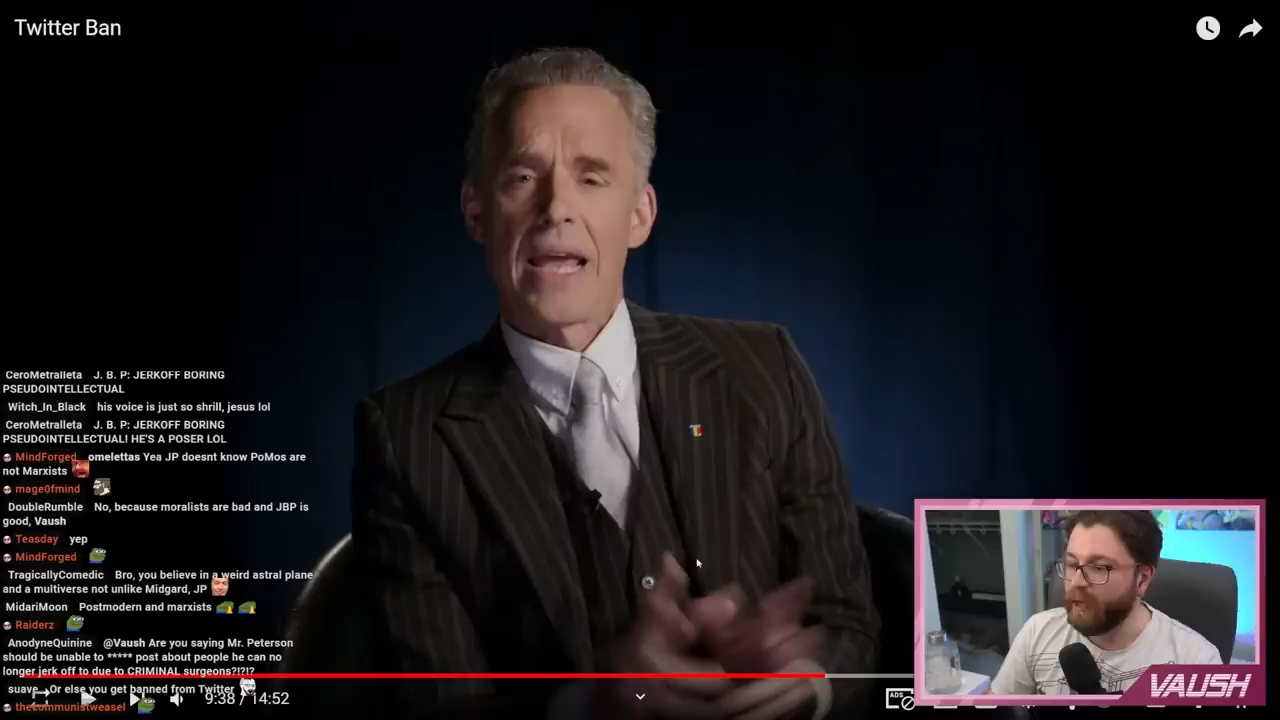 Twitter Ban
CeroMetralleta J. B. P: JERKOFF BORING
PSEUDOINTELLECTUAL
Witch_In_Black his voice is just so shrill, jesus lol
CeroMetralleta J. B. P: JERKOFF BORING
PSEUDOINTELLECTUAL! HE'S A POSER LOL
MindForged omelettas Yea JP doesnt know PoMos are
not Marxists
mage0fmind
DoubleRumble No, because moralists are bad and JBP is
good, Vaush
Teasday yep
MindForged
TragicallyComedic Bro, you believe in a weird astral plane
and a multiverse not unlike Midgard, JP
MidariMoon Postmodern and marxists
Raiderz
AnodyneQuinine @Vaush Are you saying Mr. Peterson
should be unable to ***** post about people he can no
longer jerk off to due to CRIMINAL surgeons?!?!?
suave_ Or else you get banned from Twitter
thecommunistweasel
9:38 / 14:52
ADS
VAUSH